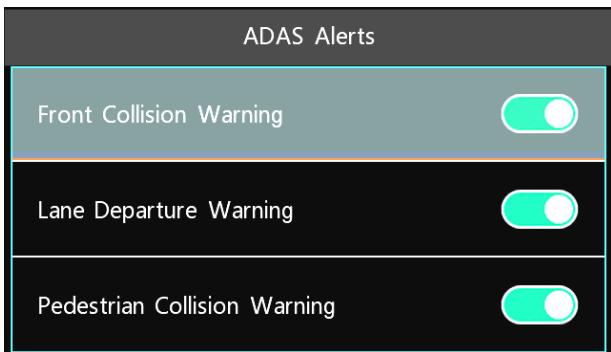 ADAS Alerts
Front Collision Warning
Lane Departure Warning
Pedestrian Collision Warning